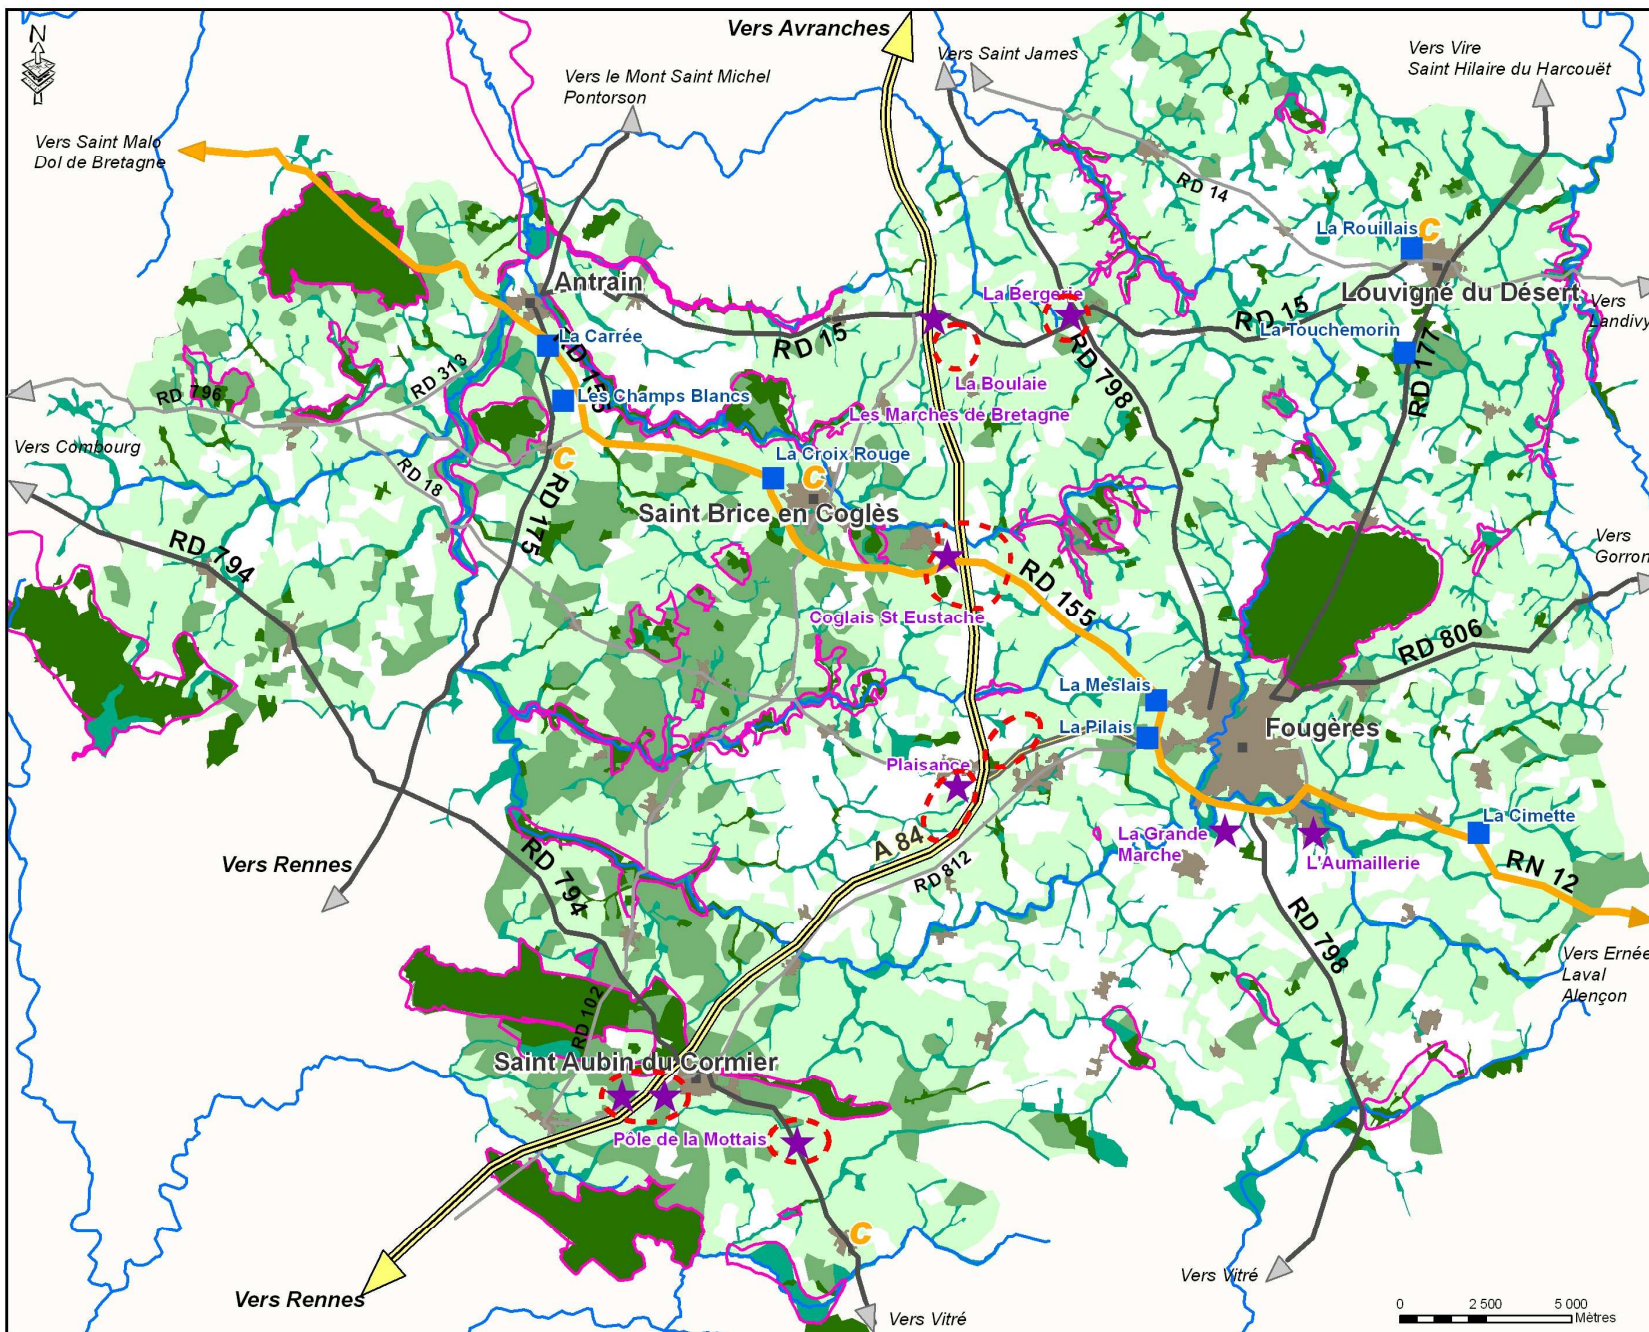 N
Vers Avranches
Vers Saint James
Vers Vire
Saint Hilaire du Harcouët
Vers le Mont Saint Michel
Pontorson
Vers Saint Malo
Dol de Bretagne
RD 14
La Rouillais
C
Antrain
La Bergerie
Louvigné du Désert
Vers
Landivy
RD 15
RD 15
La Touchemorin
La Carrée
RD 155
RD 798
RD 177
RD 313
RD 796
La Boulaie
Les Champs Blancs
Les Marches de Bretagne
Vers Combourg
C
La Croix Rouge
C
RD 18
RD 175
Saint Brice en Coglès
RD 794
Vers
Gorron
RD 155
Coglais St Eustache
RD 806
La Meslais
La Pilais
Fougères
Plaisance
La Cimette
A 84
La Grande
Marche
L'Aumaillerie
Vers Rennes
RD 794
RD 812
RN 12
RD 798
Vers Ernée
Laval
Alençon
RD 102
Saint Aubin du Cormier
Pôle de la Mottais
C
Vers Rennes
Vers Vitré
Vers Vitré
0 2 500 5 000
Mètres